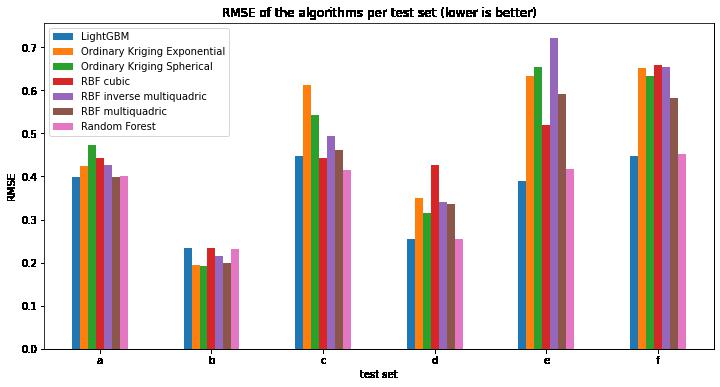 RMSE of the algorithms per test set (lower is better)
LightGBM
Ordinary Kriging Exponential
Ordinary Kriging Spherical
RBF cubic
RBF inverse multiquadric
RBF multiquadric
Random Forest
RMSE
0.7
0.6
0.5
0.4
0.3
0.2
0.1
0.0
a b c d e f
test set